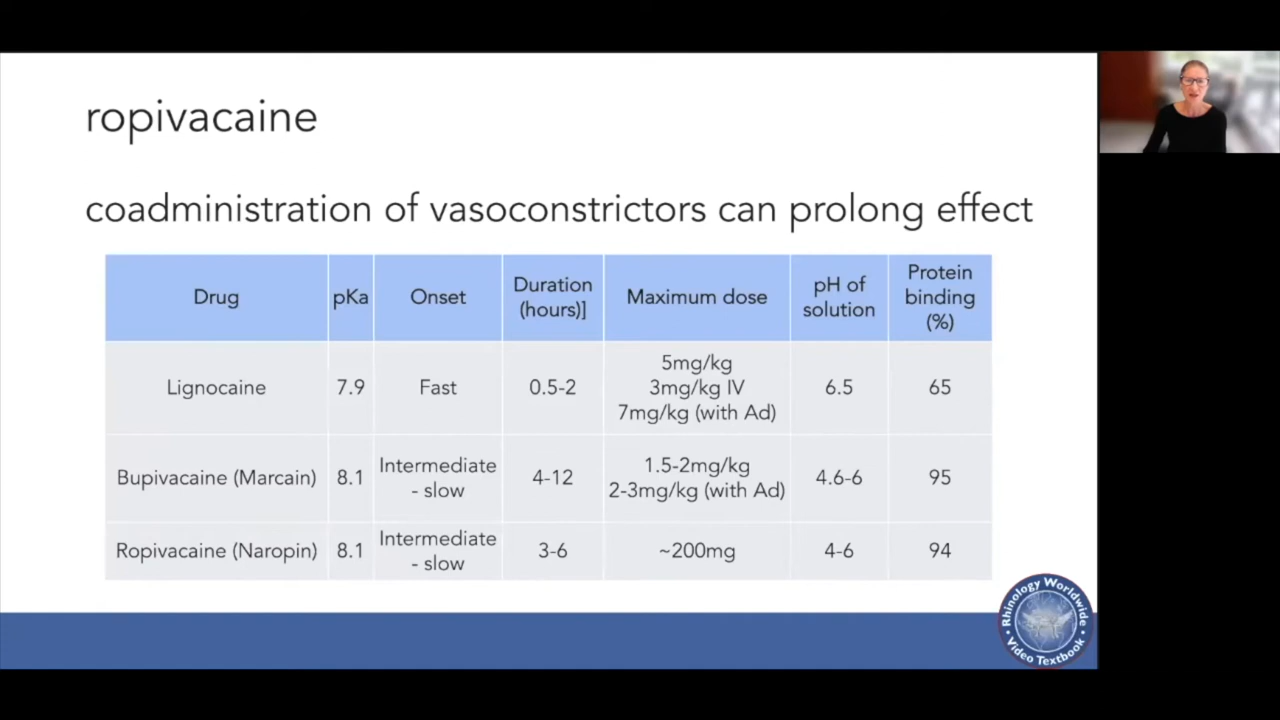 ropivacaine
coadministration of vasoconstrictors can prolong effect
Drug pKa Onset Duration (hours)] Maximum dose pH of solution Protein binding (%)
Lignocaine 7.9 Fast 0.5-2 5mg/kg 3mg/kg IV 7mg/kg (with Ad) 6.5 65
Bupivacaine (Marcain) 8.1 Intermediate - slow 4-12 1.5-2mg/kg 2-3mg/kg (with Ad) 4.6-6 95
Ropivacaine (Naropin) 8.1 Intermediate - slow 3-6 ~200mg 4-6 94
Rhinology Worldwide
Video Textbook